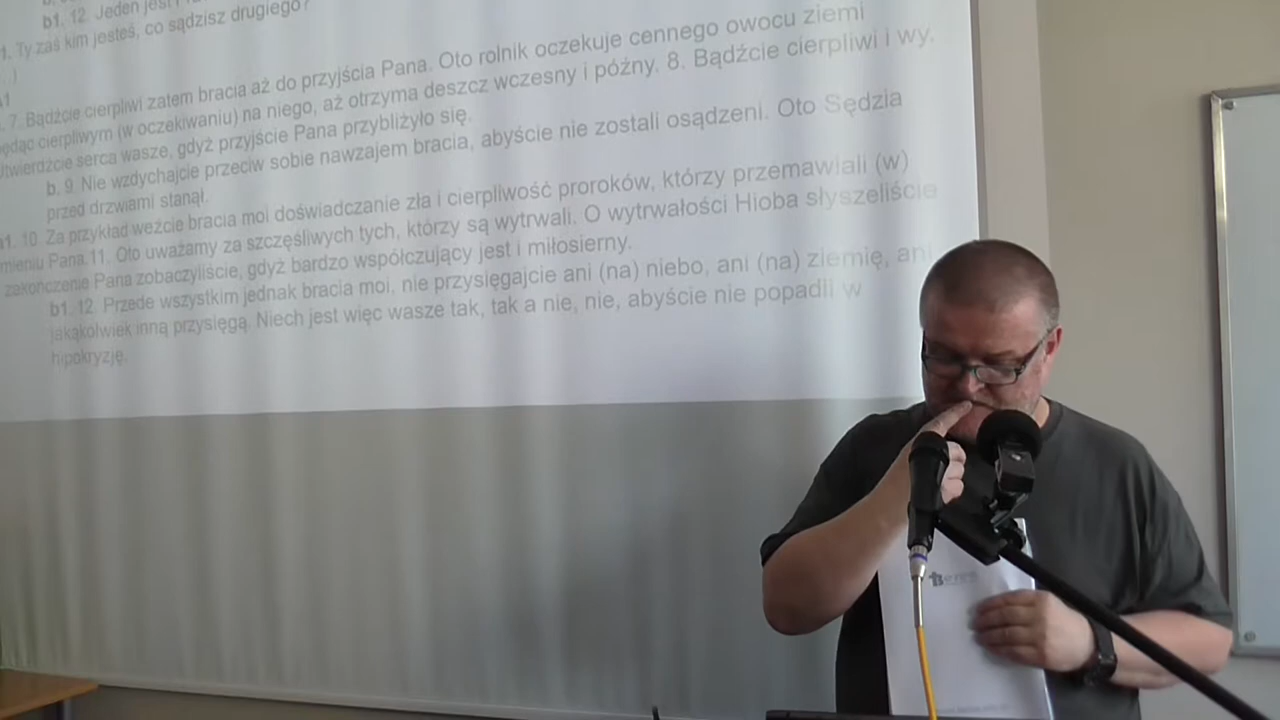 b1. 12. Jeden jest
1. Ty zaś kim jesteś, co sądzisz drugiego?
7. Bądźcie cierpliwi zatem bracia aż do przyjścia Pana. Oto rolnik oczekuje cennego owocu ziemi
będąc cierpliwym (w oczekiwaniu) na niego, aż otrzyma deszcz wczesny i późny. 8. Bądźcie cierpliwi i wy.
Utwierdźcie serca wasze, gdyż przyjście Pana przybliżyło się.
b. 9. Nie wzdychajcie przeciw sobie nawzajem bracia, abyście nie zostali osądzeni. Oto Sędzia
przed drzwiami stanął.
a1. 10. Za przykład weźcie bracia moi doświadczanie zła i cierpliwość proroków, którzy przemawiali (w)
imieniu Pana.11. Oto uważamy za szczęśliwych tych, którzy są wytrwali. O wytrwałości Hioba słyszeliście
zakończenie Pana zobaczyliście, gdyż bardzo współczujący jest i miłosierny.
b1. 12. Przede wszystkim jednak bracia moi, nie przysięgajcie ani (na) niebo, ani (na) ziemię, ani
jakąkolwiek inną przysięgą. Niech jest więc wasze tak, tak a nie, nie, abyście nie popadli w
hipokryzję.